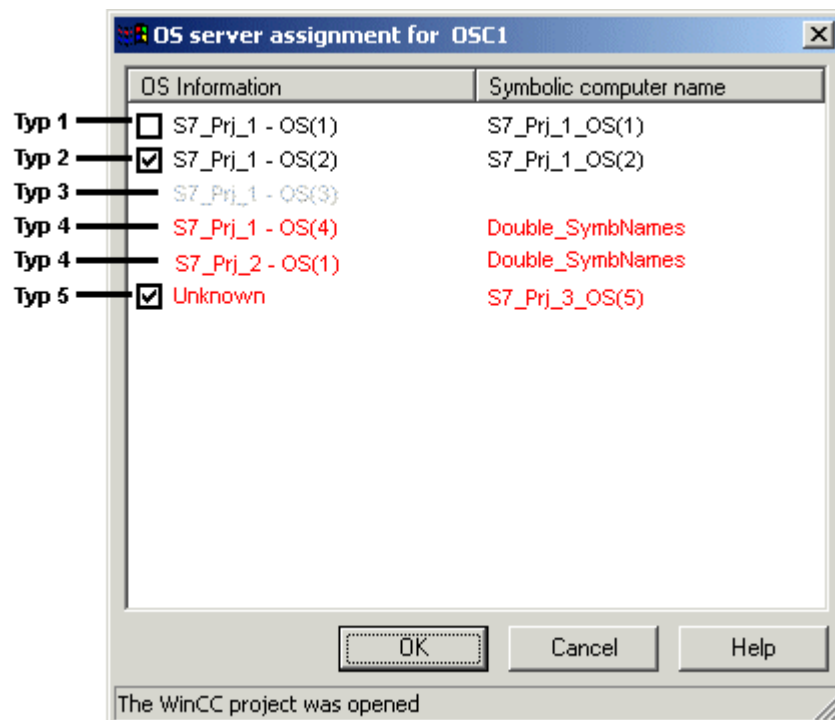 OS server assignment for OSC1
OS Information Symbolic computer name
Typ 1 S7_Prj_1 - OS(1) S7_Prj_1_OS(1)
Typ 2 S7_Prj_1 - OS(2) S7_Prj_1_OS(2)
Typ 3 S7_Prj_1 - OS(3)
Typ 4 S7_Prj_1 - OS(4) Double_SymbNames
Typ 4 S7_Prj_2 - OS(1) Double_SymbNames
Typ 5 Unknown S7_Prj_3_OS(5)
OK Cancel Help
The WinCC project was opened